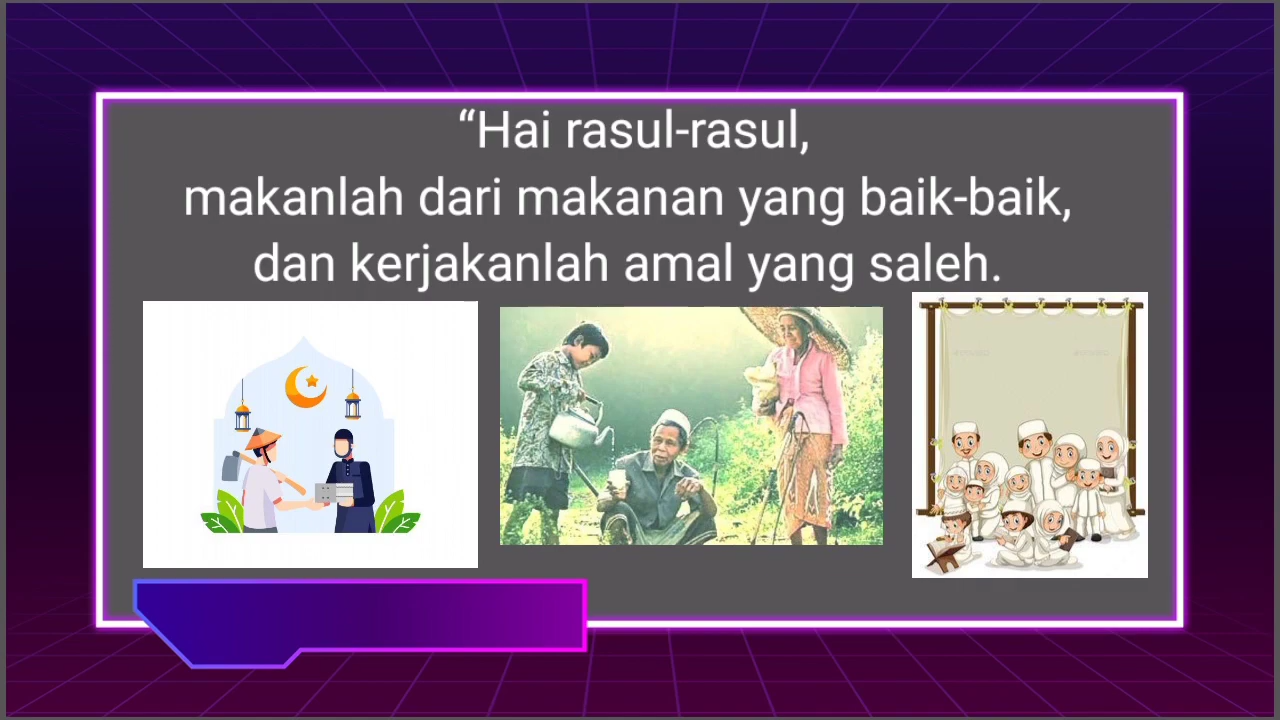 “Hai rasul-rasul,
makanlah dari makanan yang baik-baik,
dan kerjakanlah amal yang saleh.